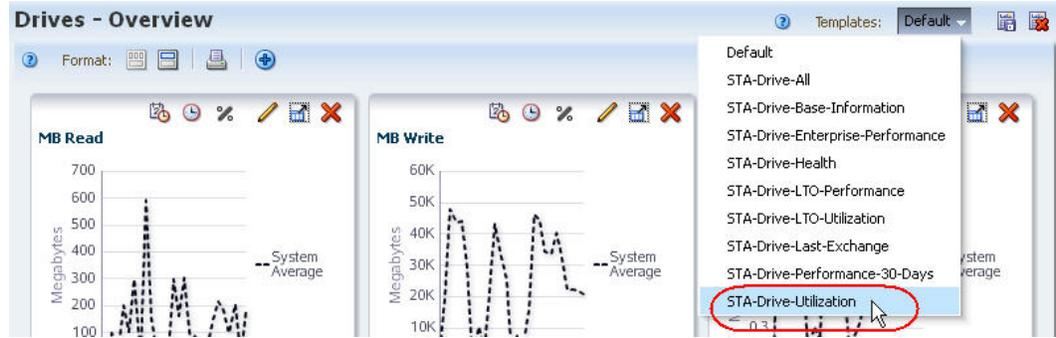 Drives - Overview
Templates: Default
Format:
MB Read
700
600
500
400
300
200
100
Megabytes
System
Average
MB Write
60K
50K
40K
30K
20K
10K
Megabytes
System
Average
Default
STA-Drive-All
STA-Drive-Base-Information
STA-Drive-Enterprise-Performance
STA-Drive-Health
STA-Drive-LTO-Performance
STA-Drive-LTO-Utilization
STA-Drive-Last-Exchange
STA-Drive-Performance-30-Days
STA-Drive-Utilization
0.3